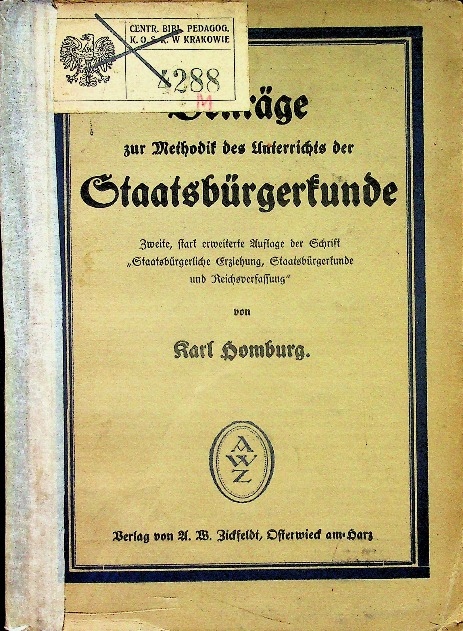 CENTR. BIBL. PEDAGOG.
K. O. S. K. W KRAKOWIE
4288
M
Beiträge
zur Methodik des Unterrichts der
Staatsbürgerkunde
Zweite, stark erweiterte Auflage der Schrift
„Staatsbürgerliche Erziehung, Staatsbürgerkunde
und Reichsverfassung“
von
Karl Homburg.
A
W
Z
Verlag von A. W. Zickfeldt, Osterwieck am Harz